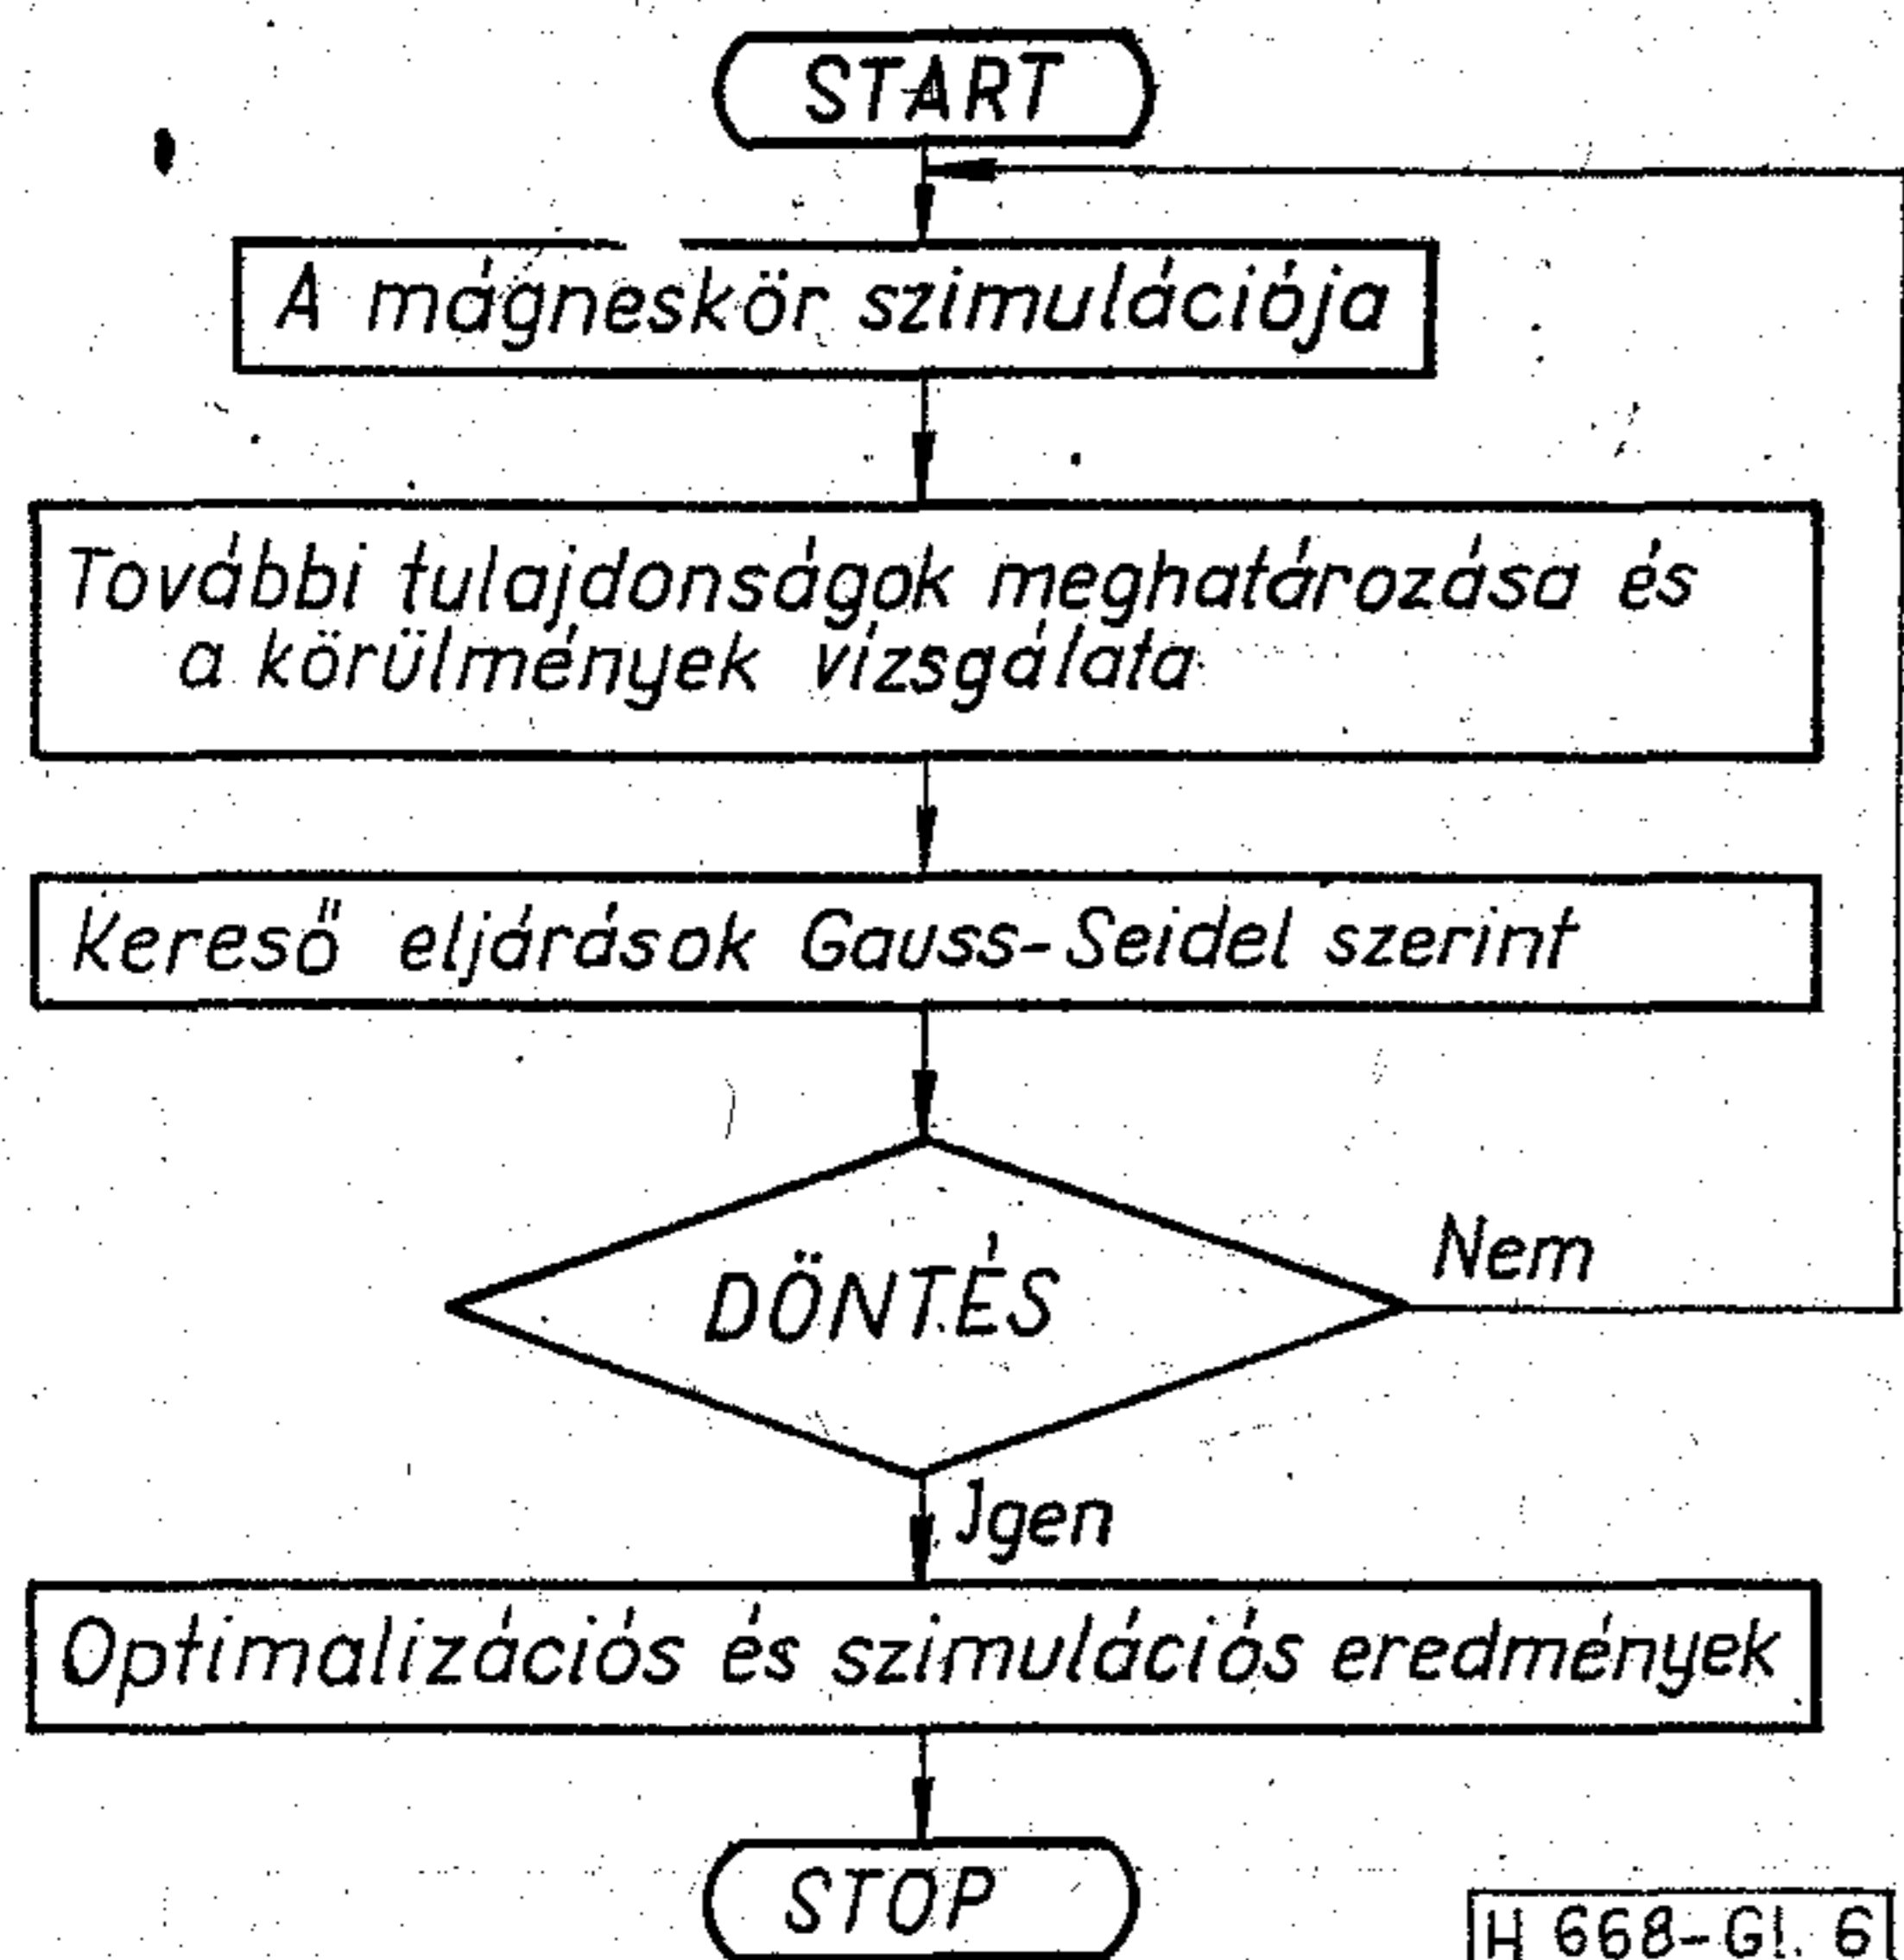 START
A mágneskör szimulációja
További tulajdonságok meghatározása és
a körülmények vizsgálata
Kereső eljárások Gauss-Seidel szerint
DÖNTÉS
Nem
Igen
Optimalizációs és szimulációs eredmények
STOP
H 668-Gl. 6